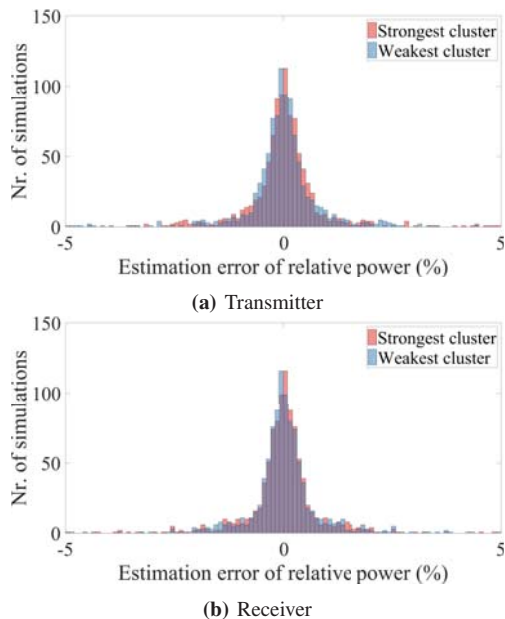 150
Strongest cluster
Weakest cluster
100
50
0
-5 0 5
Nr. of simulations
Estimation error of relative power (%)
(a) Transmitter
150
Strongest cluster
Weakest cluster
100
50
0
-5 0 5
Nr. of simulations
Estimation error of relative power (%)
(b) Receiver